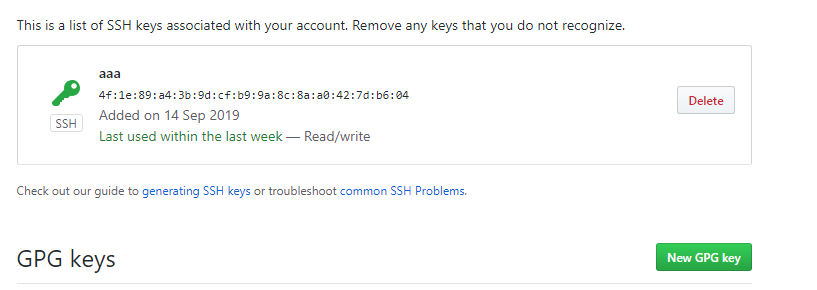 This is a list of SSH keys associated with your account. Remove any keys that you do not recognize.
aaa
4f:1e:89:a4:3b:9d:cf:b9:9a:8c:8a:a0:42:7d:b6:04
Delete
SSH
Added on 14 Sep 2019
Last used within the last week — Read/write
Check out our guide to generating SSH keys or troubleshoot common SSH Problems.
GPG keys
New GPG key